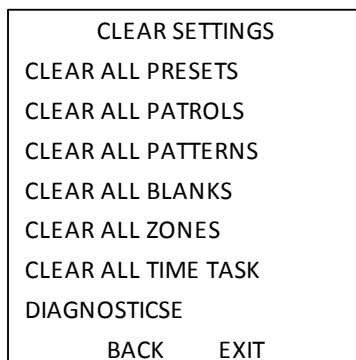 CLEAR SETTINGS
CLEAR ALL PRESETS
CLEAR ALL PATROLS
CLEAR ALL PATTERNS
CLEAR ALL BLANKS
CLEAR ALL ZONES
CLEAR ALL TIME TASK
DIAGNOSTICSE
BACK EXIT